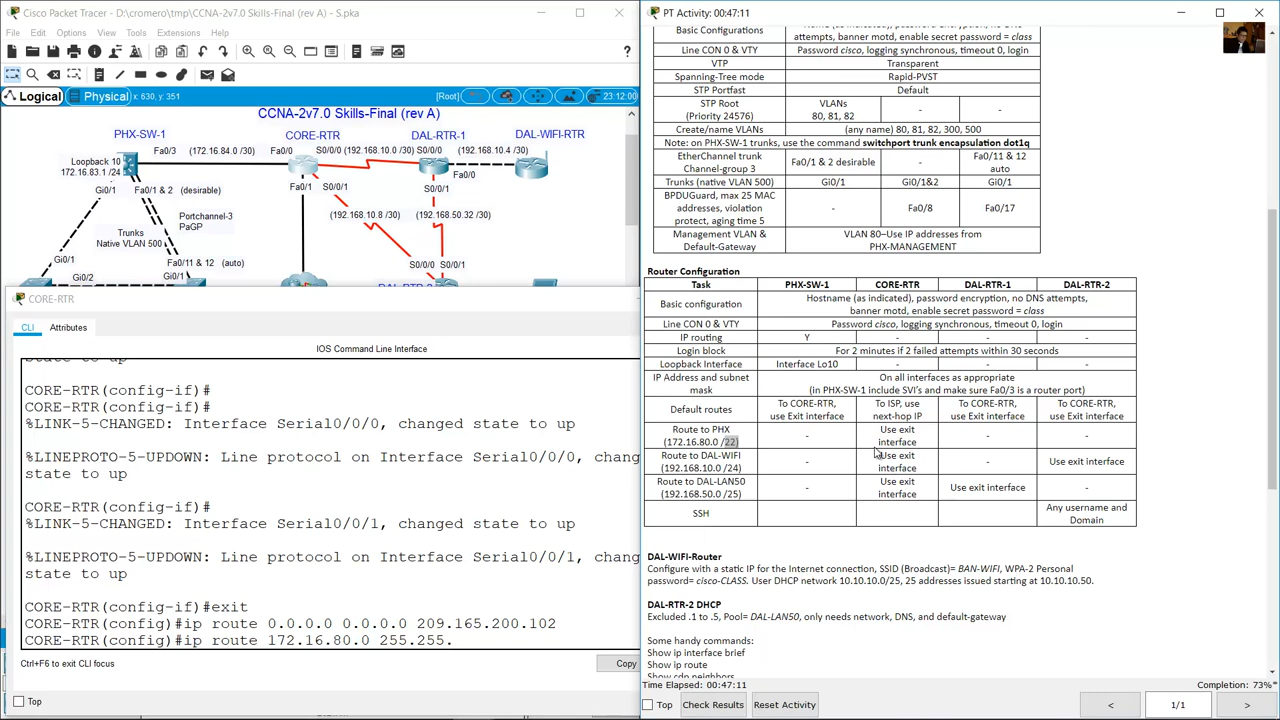 Cisco Packet Tracer - D:\cromero\tmp\CCNA-2v7.0 Skills-Final (rev A) - S.pka
File Edit Options View Tools Extensions Help
Logical Physical x: 630, y: 351 [Root] 23:12:00
CCNA-2v7.0 Skills-Final (rev A)
PHX-SW-1 CORE-RTR DAL-RTR-1 DAL-WIFI-RTR
Fa0/3 (172.16.84.0 /30) Fa0/0 S0/0/0 (192.168.10.0 /30) S0/0/0 (192.168.10.4 /30)
Loopback 10
172.16.83.1 /24
Fa0/0
Gi0/1 Fa0/1 & 2 (desirable) Fa0/1 S0/0/1 S0/0/1
Portchannel-3
PaGP
(192.168.10.8 /30) (192.168.50.32 /30)
Trunks
Native VLAN 500
Gi0/1 Fa0/11 & 12 (auto) S0/0/0 S0/0/1
Gi0/2 Gi0/1
CORE-RTR
CLI Attributes
IOS Command Line Interface
state to up
CORE-RTR(config-if)#
CORE-RTR(config-if)#
%LINK-5-CHANGED: Interface Serial0/0/0, changed state to up
%LINEPROTO-5-UPDOWN: Line protocol on Interface Serial0/0/0, chang
state to up
CORE-RTR(config-if)#
%LINK-5-CHANGED: Interface Serial0/0/1, changed state to up
%LINEPROTO-5-UPDOWN: Line protocol on Interface Serial0/0/1, chang
state to up
CORE-RTR(config-if)#exit
CORE-RTR(config)#ip route 0.0.0.0 0.0.0.0 209.165.200.102
CORE-RTR(config)#ip route 172.16.80.0 255.255.
Ctrl+F6 to exit CLI focus
Copy
Top
PT Activity: 00:47:11
Basic Configurations
attempts, banner motd, enable secret password = class
Line CON 0 & VTY Password cisco, logging synchronous, timeout 0, login
VTP Transparent
Spanning-Tree mode Rapid-PVST
STP Portfast Default
STP Root
(Priority 24576)
VLANs
80, 81, 82
- -
Create/name VLANs (any name) 80, 81, 82, 300, 500
Note: on PHX-SW-1 trunks, use the command switchport trunk encapsulation dot1q
EtherChannel trunk
Channel-group 3
Fa0/1 & 2 desirable - Fa0/11 & 12
auto
Trunks (native VLAN 500) Gi0/1 Gi0/1&2 Gi0/1
BPDUGuard, max 25 MAC
addresses, violation
protect, aging time 5
- Fa0/8 Fa0/17
Management VLAN &
Default-Gateway
VLAN 80–Use IP addresses from
PHX-MANAGEMENT
Router Configuration
Task PHX-SW-1 CORE-RTR DAL-RTR-1 DAL-RTR-2
Basic configuration Hostname (as indicated), password encryption, no DNS attempts,
banner motd, enable secret password = class
Line CON 0 & VTY Password cisco, logging synchronous, timeout 0, login
IP routing Y - - -
Login block For 2 minutes if 2 failed attempts within 30 seconds
Loopback Interface Interface Lo10 - - -
IP Address and subnet
mask
On all interfaces as appropriate
(in PHX-SW-1 include SVI's and make sure Fa0/3 is a router port)
Default routes To CORE-RTR,
use Exit interface
To ISP, use
next-hop IP
To CORE-RTR,
use Exit interface
To CORE-RTR,
use Exit interface
Route to PHX
(172.16.80.0 /22)
- Use exit
interface
- -
Route to DAL-WIFI
(192.168.10.0 /24)
- Use exit
interface
- Use exit interface
Route to DAL-LAN50
(192.168.50.0 /25)
- Use exit
interface
Use exit interface -
SSH Any username and
Domain
DAL-WIFI-Router
Configure with a static IP for the Internet connection, SSID (Broadcast)= BAN-WIFI, WPA-2 Personal
password= cisco-CLASS. User DHCP network 10.10.10.0/25, 25 addresses issued starting at 10.10.10.50.
DAL-RTR-2 DHCP
Excluded .1 to .5, Pool= DAL-LAN50, only needs network, DNS, and default-gateway
Some handy commands:
Show ip interface brief
Show ip route
Show cdp neighbors
Time Elapsed: 00:47:11 Completion: 73%*
Top Check Results Reset Activity < 1/1 >